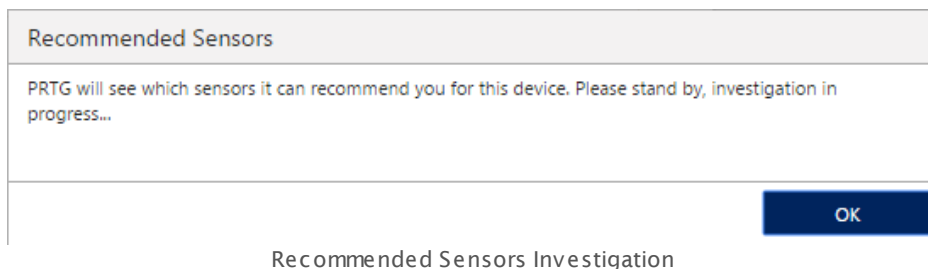 Recommended Sensors
PRTG will see which sensors it can recommend you for this device. Please stand by, investigation in
progress...
OK
Recommended Sensors Investigation